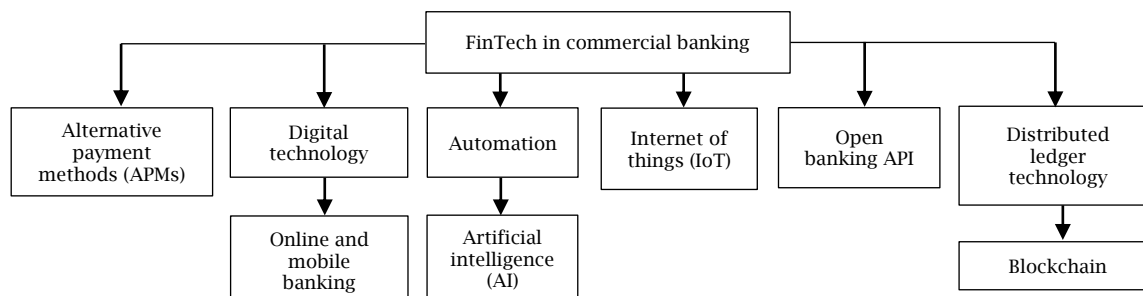 FinTech in commercial banking
Alternative
payment
methods (APMs)
Digital
technology
Automation
Internet of
things (IoT)
Open
banking API
Distributed
ledger
technology
Online and
mobile
banking
Artificial
intelligence
(AI)
Blockchain